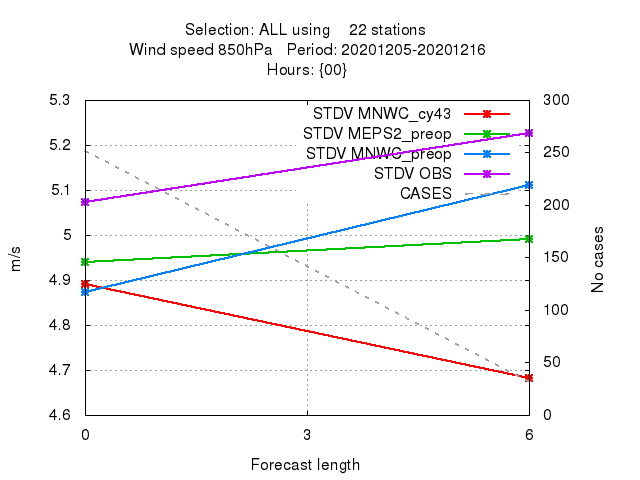 Selection: ALL using 22 stations
Wind speed 850hPa Period: 20201205-20201216
Hours: {00}
5.3
5.2
5.1
5
4.9
4.8
4.7
4.6
m/s
STDV MNWC_cy43
STDV MEPS2_preop
STDV MNWC_preop
STDV OBS
CASES
300
250
200
150
100
50
0
No cases
0 3 6
Forecast length